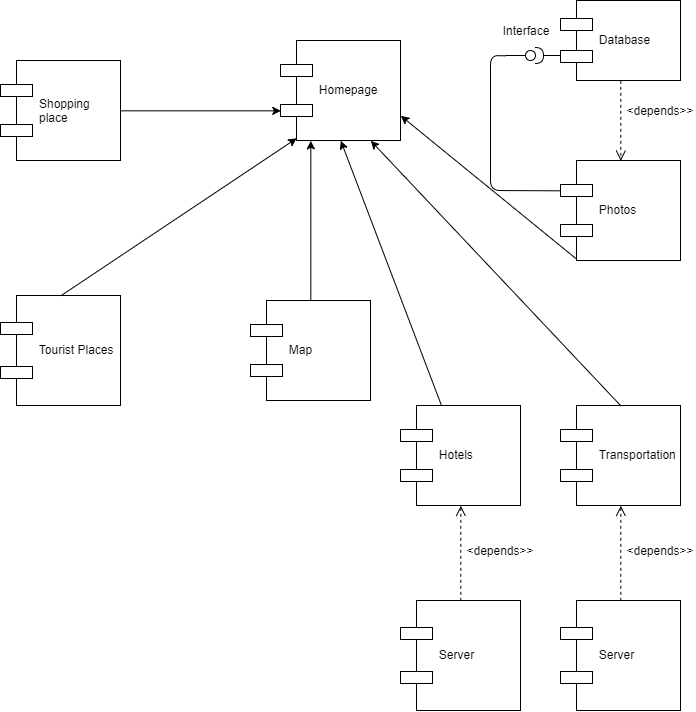 Interface
Database
Homepage
Shopping
place
<depends>>
Photos
Tourist Places
Map
Hotels
Transportation
<depends>>
<depends>>
Server
Server